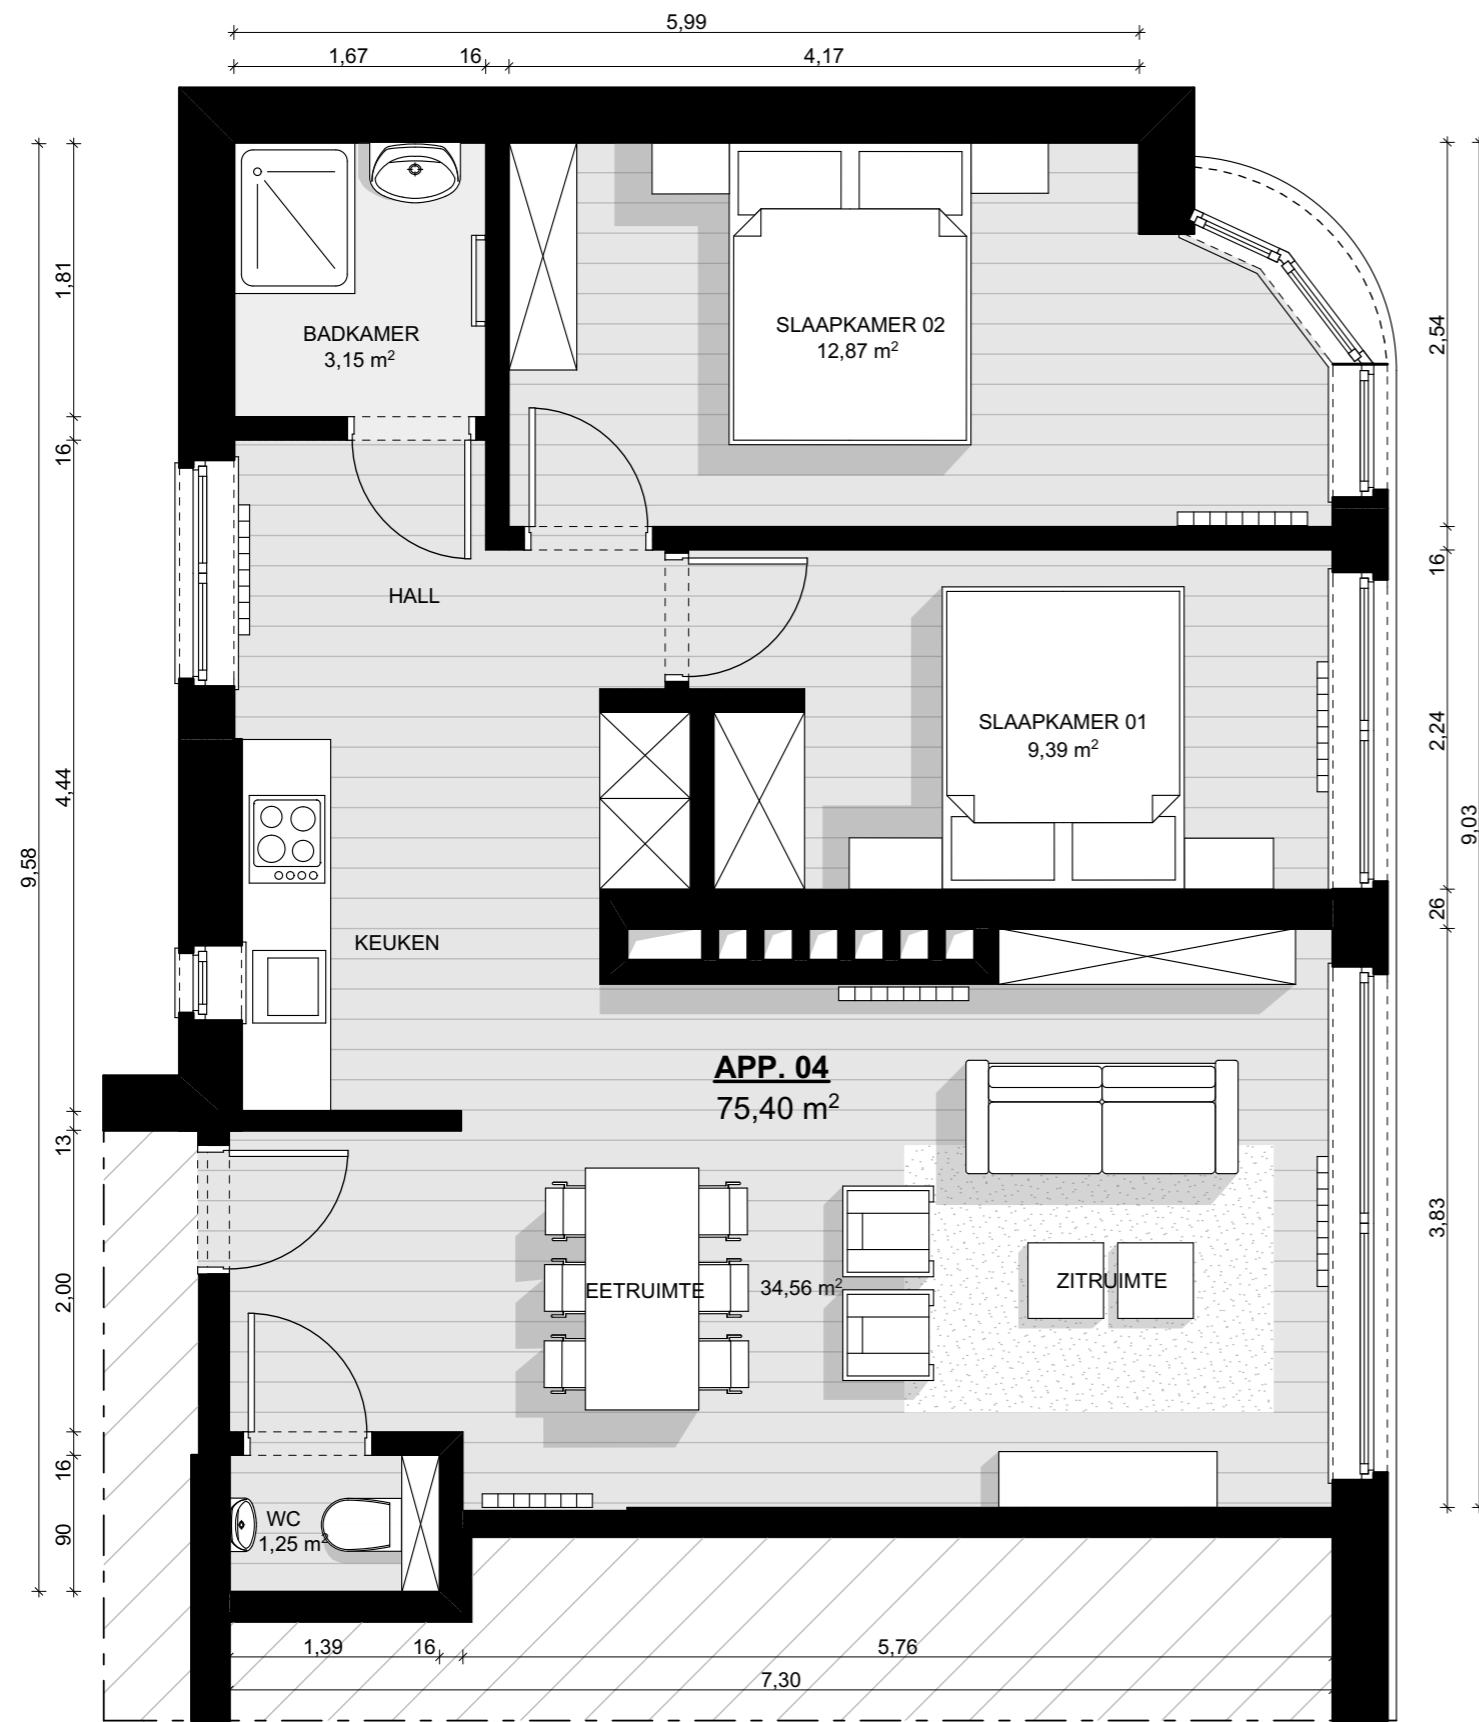 5,99
1,67
16
4,17
1,81
16
4,44
9,58
13
2,00
16
90
2,54
16
2,24
9,03
26
3,83
BADKAMER
3,15 m²
SLAAPKAMER 02
12,87 m²
HALL
SLAAPKAMER 01
9,39 m²
KEUKEN
APP. 04
75,40 m²
EETRUIMTE
34,56 m²
ZITRUIMTE
WC
1,25 m²
1,39
16
5,76
7,30